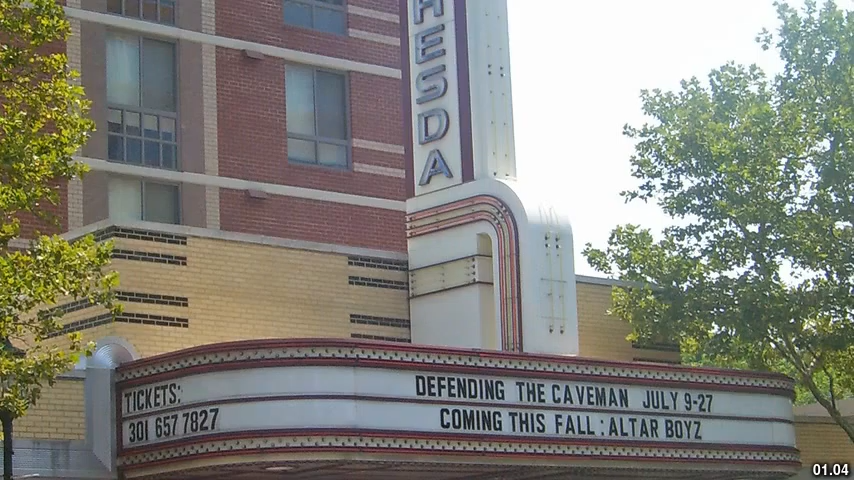 HESDA
TICKETS: DEFENDING THE CAVEMAN JULY 9-27
301 657 7827 COMING THIS FALL: ALTAR BOYZ
01.04